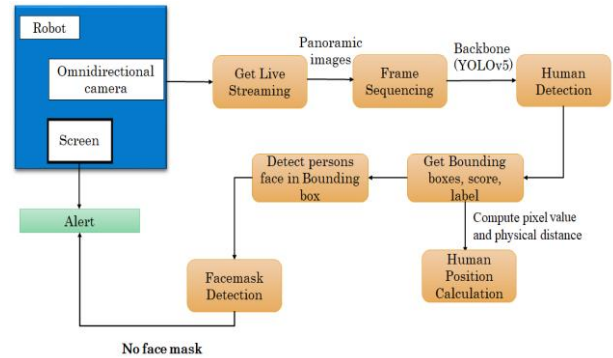 Robot
Omnidirectional
camera
Screen
Alert
Get Live
Streaming
Panoramic
images
Frame
Sequencing
Backbone
(YOLOv5)
Human
Detection
Get Bounding
boxes, score,
label
Detect persons
face in Bounding
box
Compute pixel value
and physical distance
Human
Position
Calculation
Facemask
Detection
No face mask